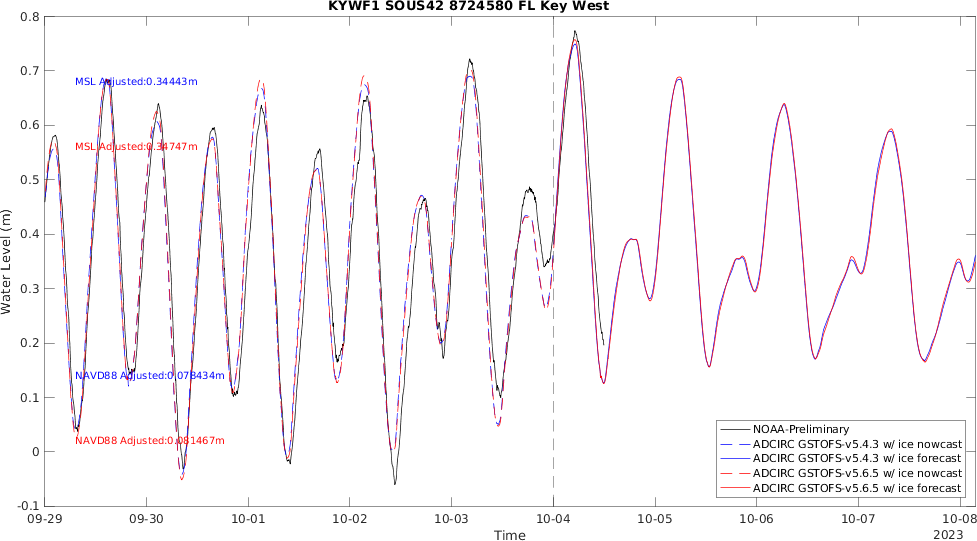 KYWF1 SOUS42 8724580 FL Key West
0.8
0.7
0.6
0.5
0.4
0.3
0.2
0.1
0
-0.1
Water Level (m)
MSL Adjusted:0.34443m
MSL Adjusted:0.34747m
NAVD88 Adjusted:0.078434m
NAVD88 Adjusted:0.081467m
NOAA-Preliminary
ADCIRC GSTOFS-v5.4.3 w/ ice nowcast
ADCIRC GSTOFS-v5.4.3 w/ ice forecast
ADCIRC GSTOFS-v5.6.5 w/ ice nowcast
ADCIRC GSTOFS-v5.6.5 w/ ice forecast
09-29 09-30 10-01 10-02 10-03 10-04 10-05 10-06 10-07 10-08
Time
2023